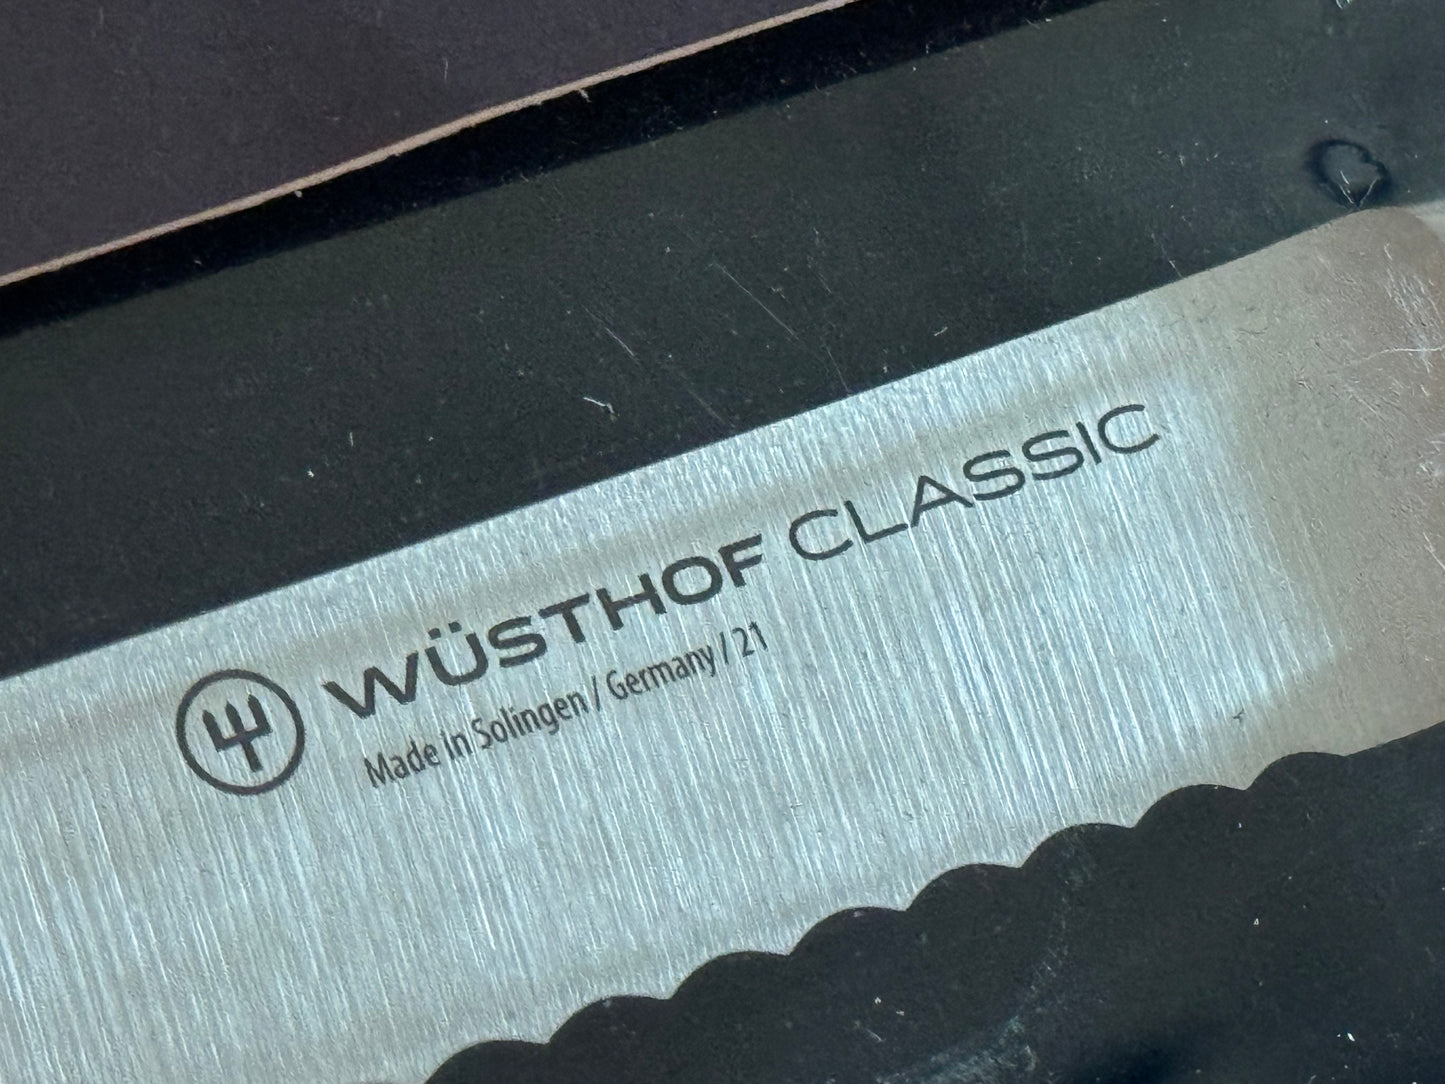 WÜSTHOF CLASSIC
Made in Solingen / Germany / 21